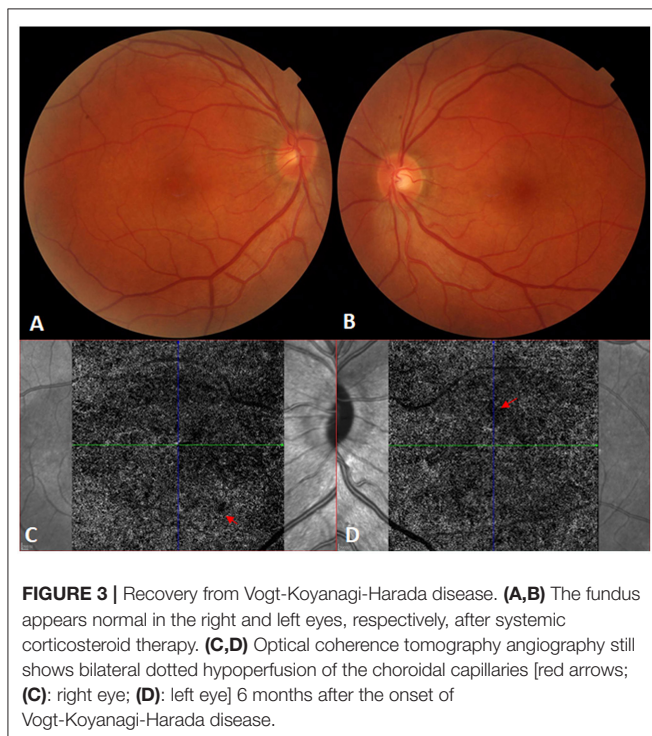 A
B
C
D
FIGURE 3 | Recovery from Vogt-Koyanagi-Harada disease. (A,B) The fundus
appears normal in the right and left eyes, respectively, after systemic
corticosteroid therapy. (C,D) Optical coherence tomography angiography still
shows bilateral dotted hypoperfusion of the choroidal capillaries [red arrows;
(C): right eye; (D): left eye] 6 months after the onset of
Vogt-Koyanagi-Harada disease.